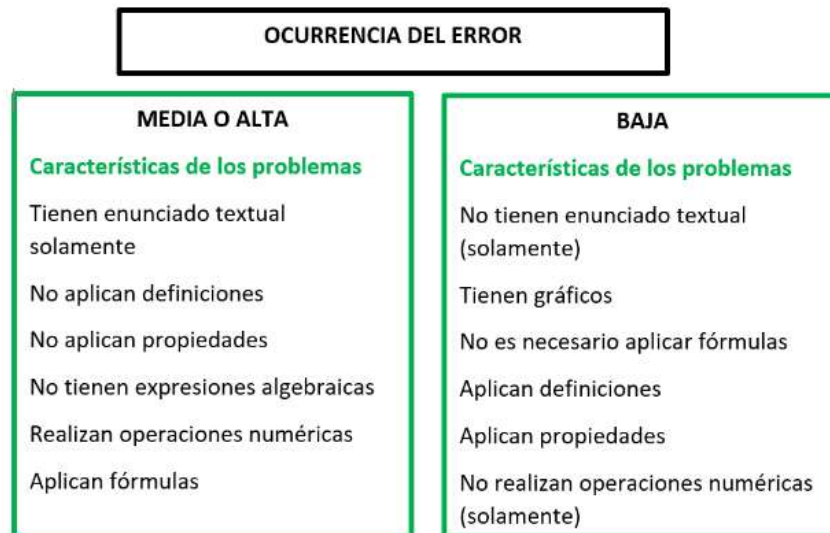 OCURRENCIA DEL ERROR
MEDIA O ALTA
Características de los problemas
Tienen enunciado textual
solamente
No aplican definiciones
No aplican propiedades
No tienen expresiones algebraicas
Realizan operaciones numéricas
Aplican fórmulas
BAJA
Características de los problemas
No tienen enunciado textual
(solamente)
Tienen gráficos
No es necesario aplicar fórmulas
Aplican definiciones
Aplican propiedades
No realizan operaciones numéricas
(solamente)